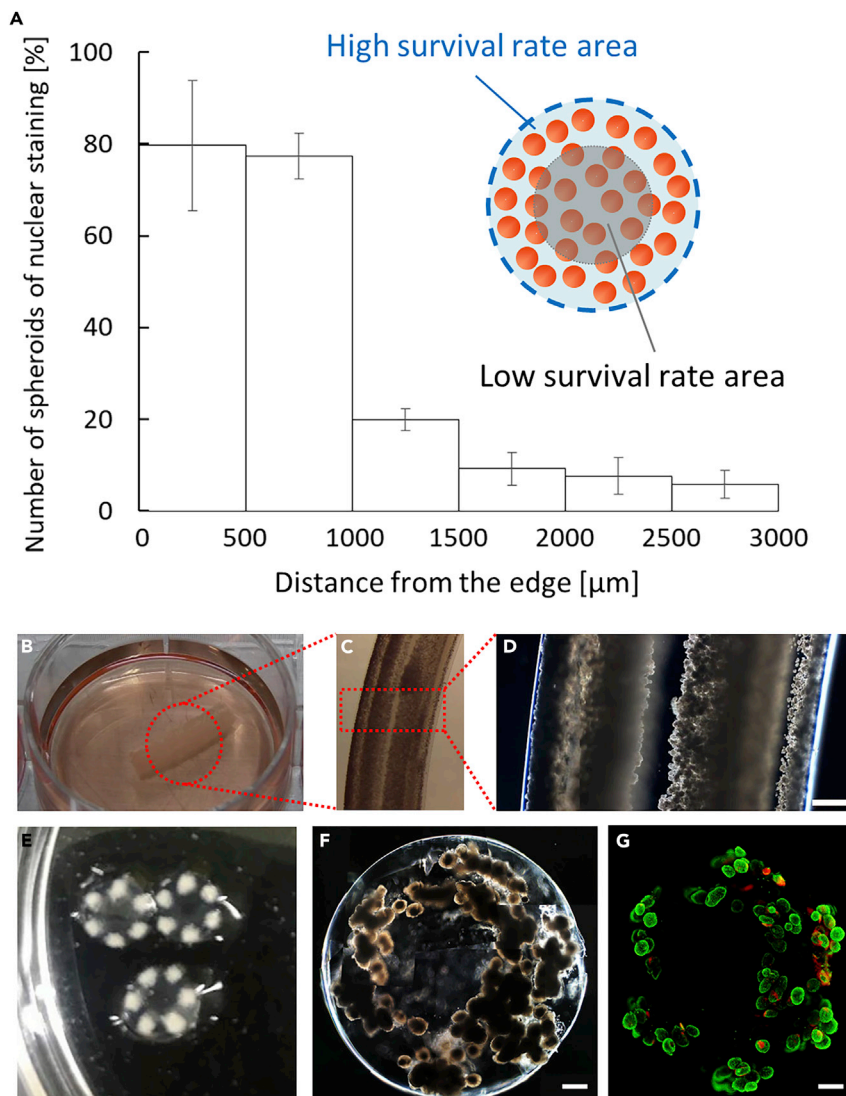 A
Number of spheroids of nuclear staining [%]
100
80
60
40
20
0
0 500 1000 1500 2000 2500 3000
Distance from the edge [µm]
High survival rate area
Low survival rate area
B
C
D
E
F
G